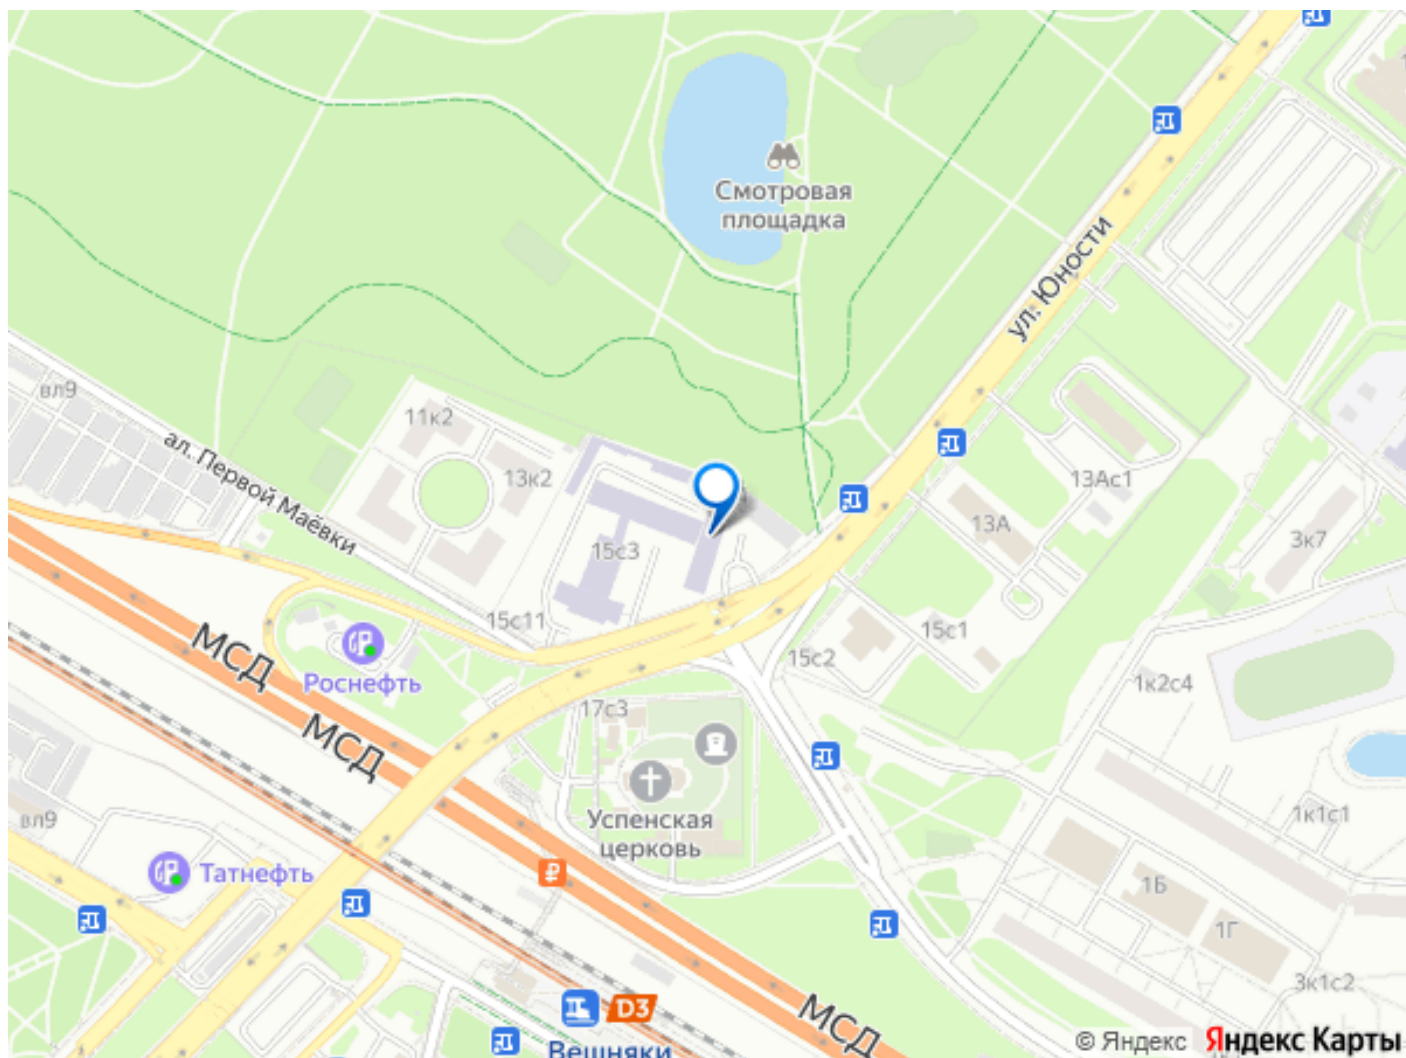 Смотровая
площадка
ул. Юности
вл9
11к2
ал. Первой Маёвки
13к2
13Ас1
13А
3к7
15с3
15с11
15с1
15с2
1к2с4
МСД
Роснефть
17с3
МСД
Успенская
церковь
1к1с1
вл9
Татнефть
1Б
1Г
3к1с2
D3
МСД
Вешняки
© Яндекс Яндекс Карты